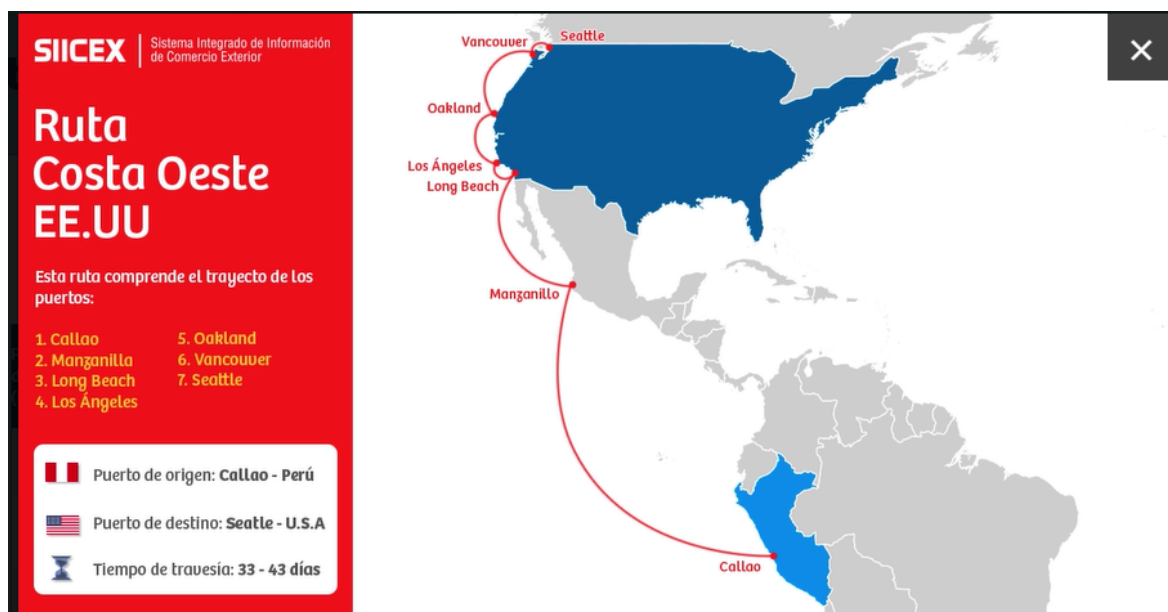 SIICEX
Sistema Integrado de Información
de Comercio Exterior
Ruta
Costa Oeste
EE.UU
Esta ruta comprende el trayecto de los
puertos:
1. Callao
2. Manzanilla
3. Long Beach
4. Los Ángeles
5. Oakland
6. Vancouver
7. Seattle
Puerto de origen: Callao - Perú
Puerto de destino: Seatle - U.S.A
Tiempo de travesía: 33 - 43 días
Vancouver
Seattle
Oakland
Los Ángeles
Long Beach
Manzanillo
Callao